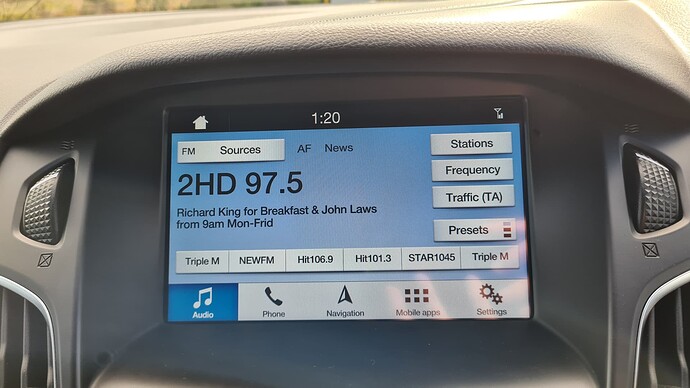 1:20
FM Sources AF News Stations
Frequency
2HD 97.5
Traffic (TA)
Richard King for Breakfast & John Laws
from 9am Mon-Frid
Presets
Triple M NEWFM Hit106.9 Hit101.3 STAR1045 Triple M
Audio Phone Navigation Mobile apps Settings